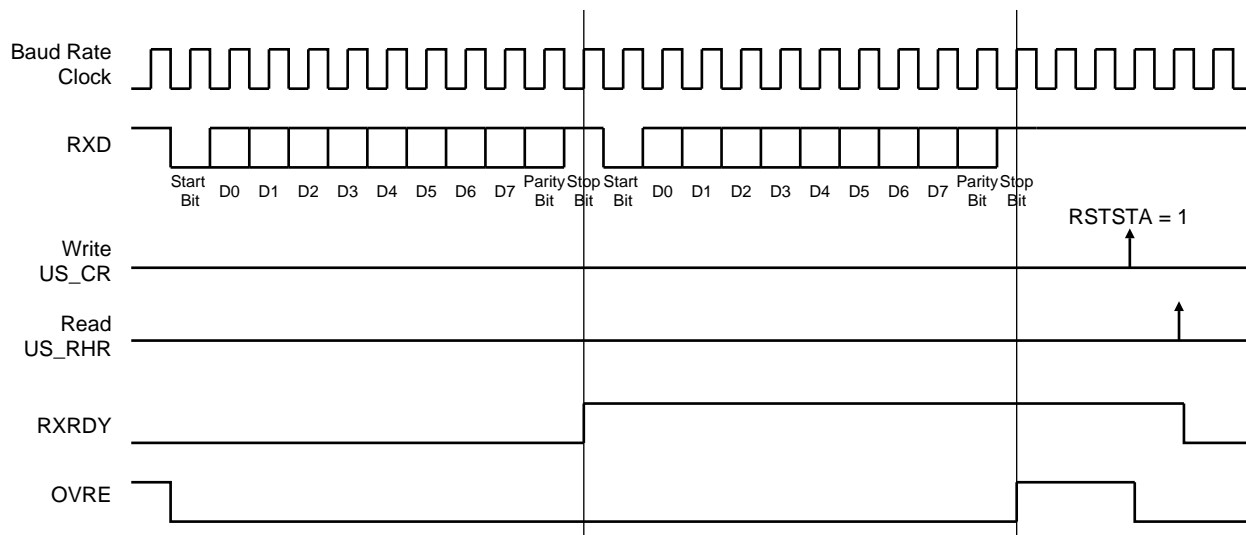 Baud Rate
Clock
RXD
Start
Bit
D0
D1
D2
D3
D4
D5
D6
D7
Parity
Bit
Stop
Bit
Start
Bit
D0
D1
D2
D3
D4
D5
D6
D7
Parity
Bit
Stop
Bit
RSTSTA = 1
Write
US_CR
Read
US_RHR
RXRDY
OVRE